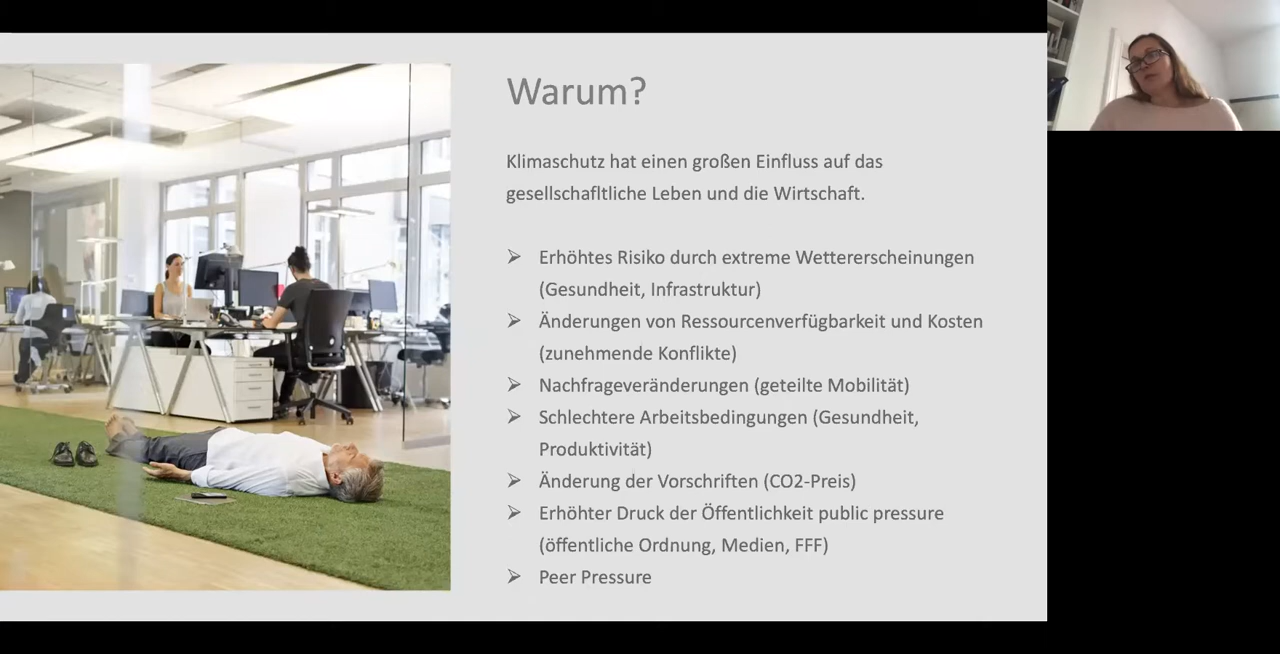 Warum?
Klimaschutz hat einen großen Einfluss auf das
gesellschafltliche Leben und die Wirtschaft.
Erhöhtes Risiko durch extreme Wettererscheinungen
(Gesundheit, Infrastruktur)
Änderungen von Ressourcenverfügbarkeit und Kosten
(zunehmende Konflikte)
Nachfrageveränderungen (geteilte Mobilität)
Schlechtere Arbeitsbedingungen (Gesundheit,
Produktivität)
Änderung der Vorschriften (CO2-Preis)
Erhöhter Druck der Öffentlichkeit public pressure
(öffentliche Ordnung, Medien, FFF)
Peer Pressure